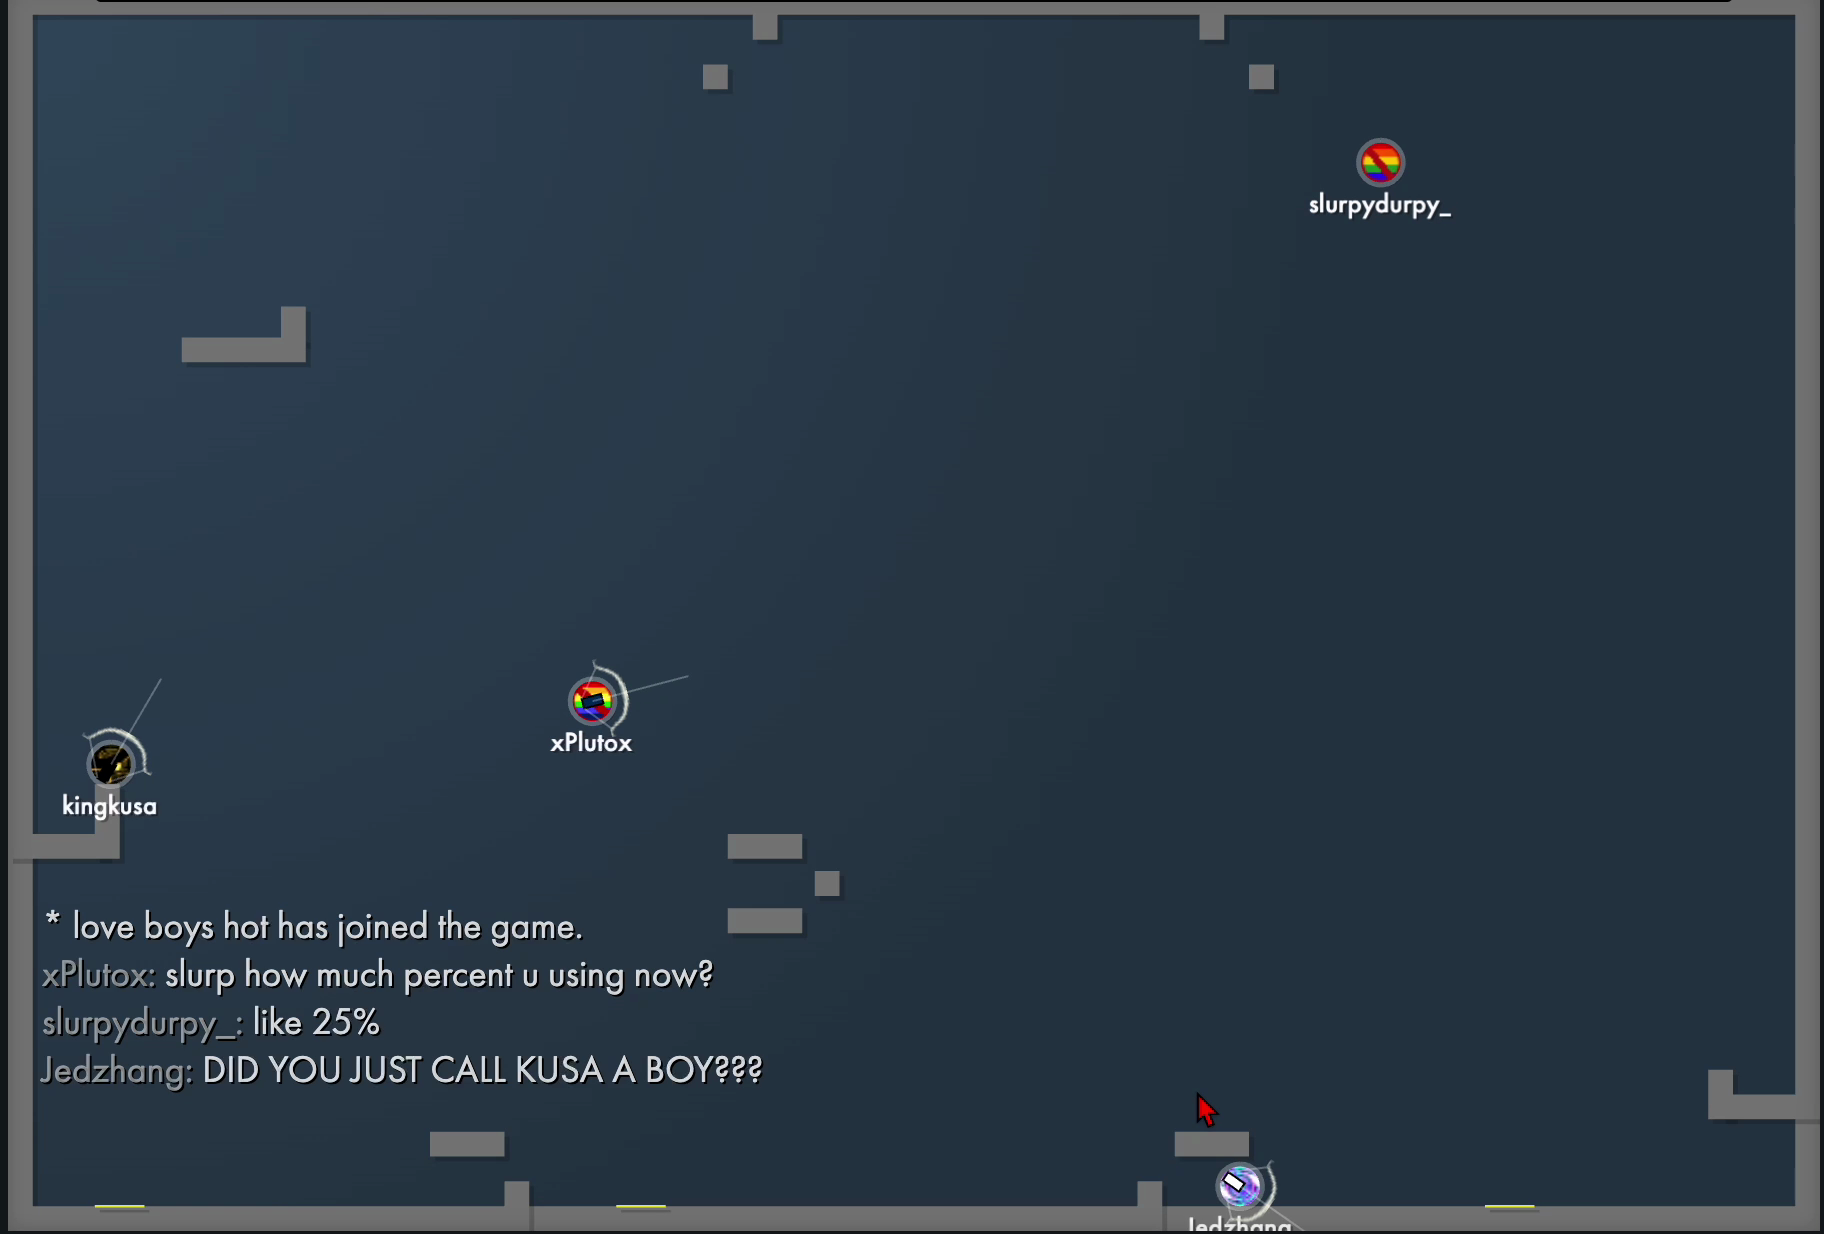 slurpydurpy_
xPlutox
kingkusa
* love boys hot has joined the game.
xPlutox: slurp how much percent u using now?
slurpydurpy_: like 25%
Jedzhang: DID YOU JUST CALL KUSA A BOY???
Jedzhang